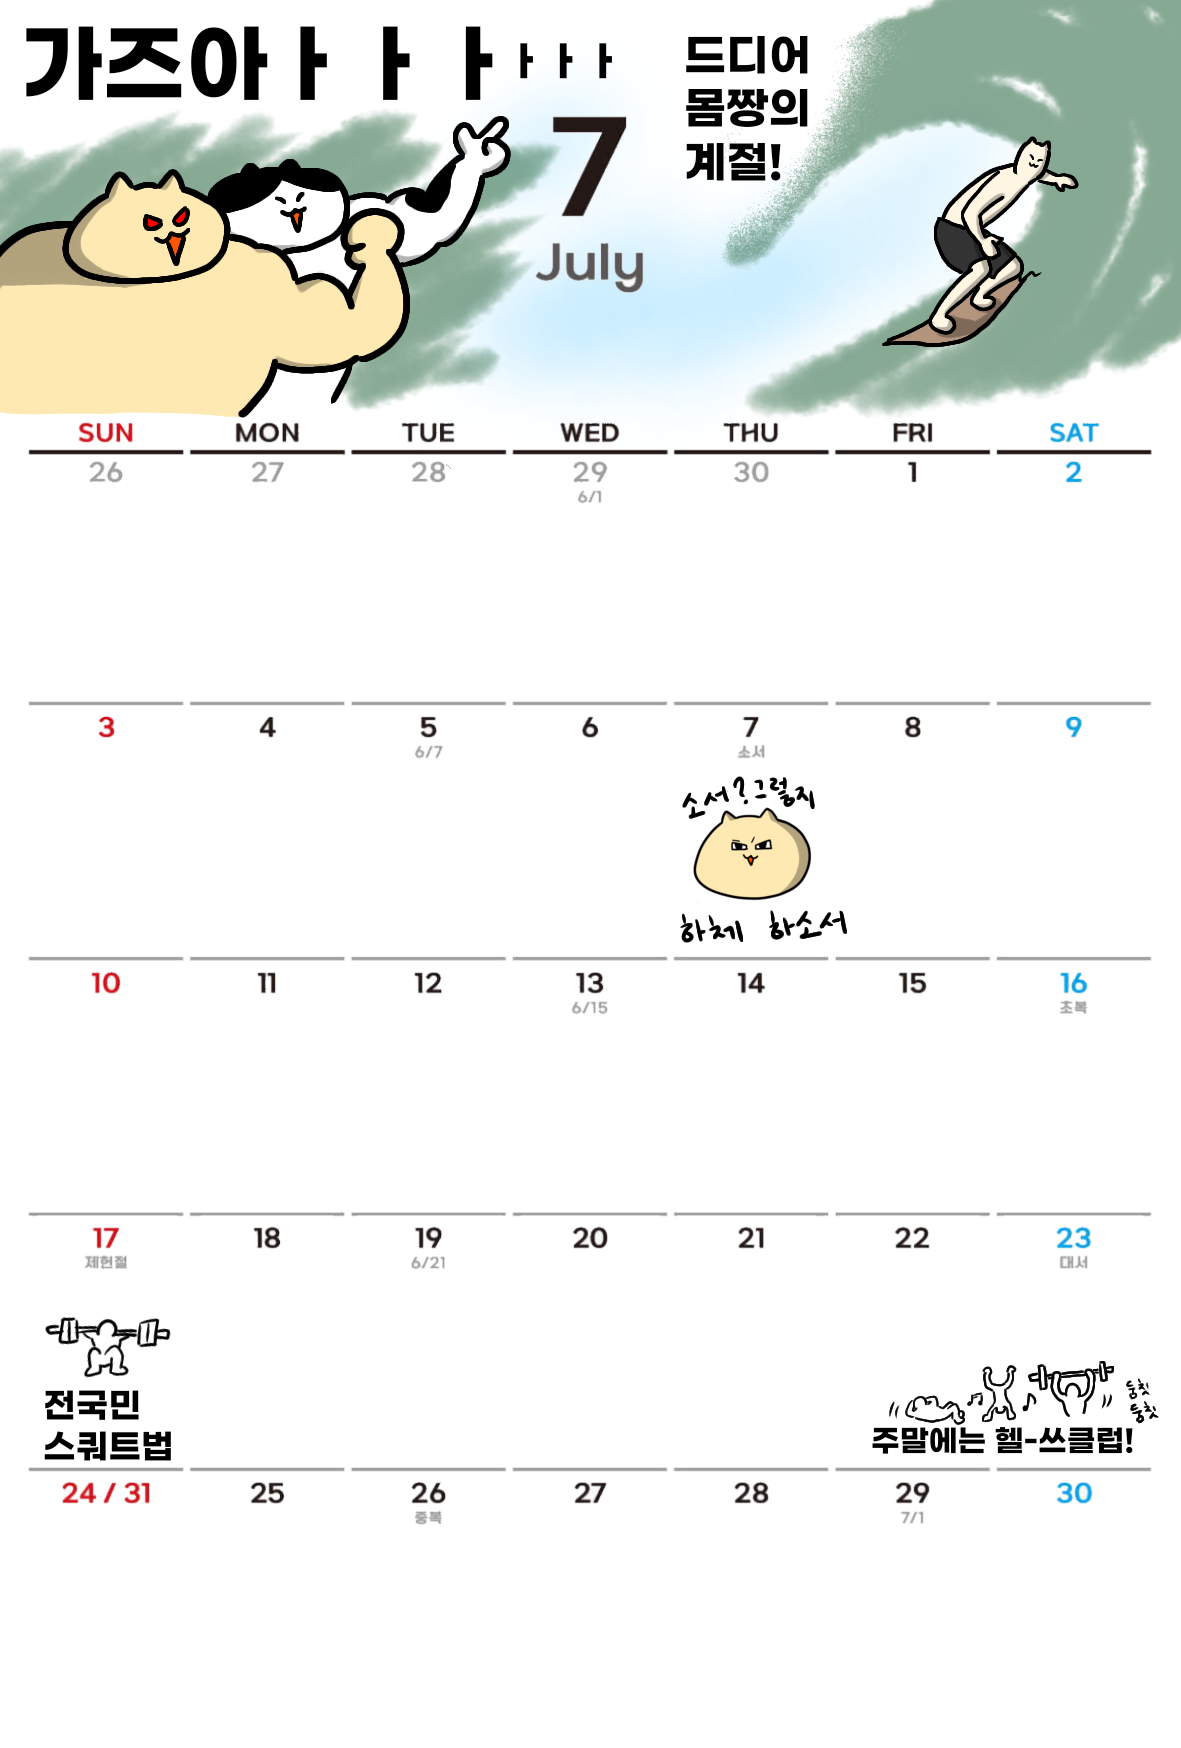 가즈아ㅏㅏㅏㅏㅏㅏ
드디어
몸짱의
계절!
7
July
SUN MON TUE WED THU FRI SAT
26 27 28 29 30 1 2
6/1
3 4 5 6 7 8 9
6/7 소서
소서? 그렇지
하체 하소서
10 11 12 13 14 15 16
6/15 초복
17 18 19 20 21 22 23
제헌절 6/21 대서
전국민
스쿼트법
둠칫
둠칫
주말에는 헬-쓰클럽!
24 / 31 25 26 27 28 29 30
중복 7/1